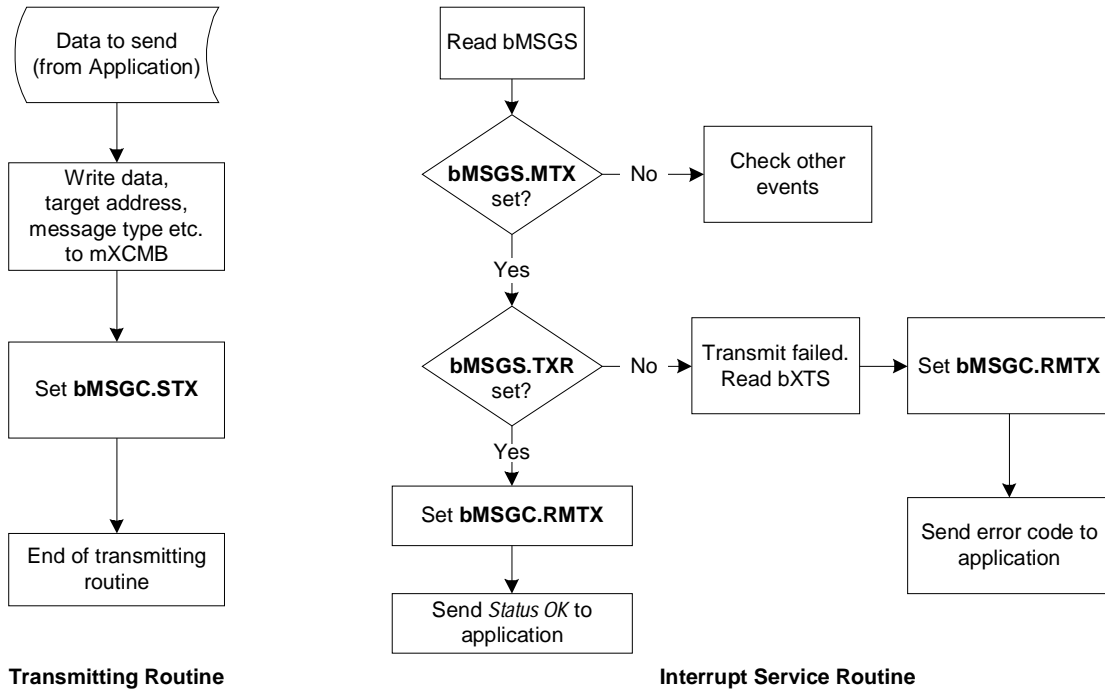 Data to send
(from Application)
Write data,
target address,
message type etc.
to mXCMB
Set bMSGC.STX
End of transmitting
routine
Transmitting Routine
Read bMSGS
bMSGS.MTX
set?
No
Check other
events
Yes
bMSGS.TXR
set?
No
Transmit failed.
Read bXTS
Set bMSGC.RMTX
Send error code to
application
Yes
Set bMSGC.RMTX
Send Status OK to
application
Interrupt Service Routine